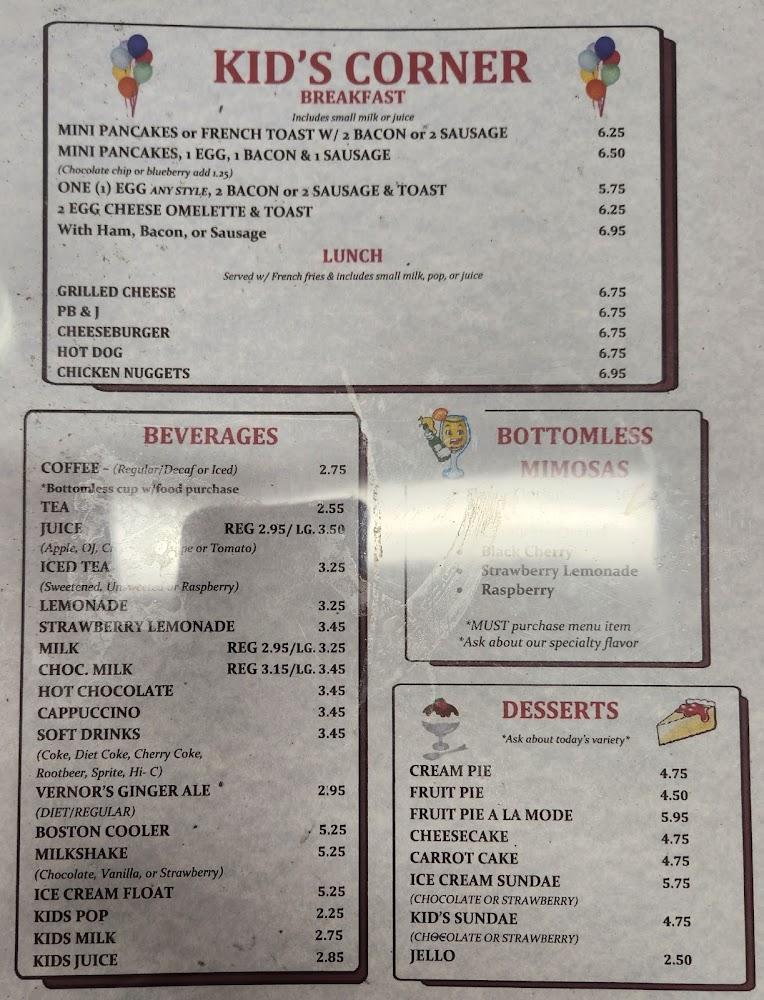 KID'S CORNER
BREAKFAST
Includes small milk or juice
MINI PANCAKES or FRENCH TOAST W/ 2 BACON or 2 SAUSAGE 6.25
MINI PANCAKES, 1 EGG, 1 BACON & 1 SAUSAGE 6.50
(Chocolate chip or blueberry add 1.25)
ONE (1) EGG ANY STYLE, 2 BACON or 2 SAUSAGE & TOAST 5.75
2 EGG CHEESE OMELETTE & TOAST 6.25
With Ham, Bacon, or Sausage 6.95
LUNCH
Served w/ French fries & includes small milk, pop, or juice
GRILLED CHEESE 6.75
PB & J 6.75
CHEESEBURGER 6.75
HOT DOG 6.75
CHICKEN NUGGETS 6.95
BEVERAGES
COFFEE – (Regular/Decaf or Iced) 2.75
*Bottomless cup w/food purchase
TEA 2.55
JUICE REG 2.95/ LG. 3.50
(Apple, OJ, or Tomato)
ICED TEA 3.25
(Sweetened, Unsweetened or Raspberry)
LEMONADE 3.25
STRAWBERRY LEMONADE 3.45
MILK REG 2.95/LG. 3.25
CHOC. MILK REG 3.15/LG. 3.45
HOT CHOCOLATE 3.45
CAPPUCCINO 3.45
SOFT DRINKS 3.45
(Coke, Diet Coke, Cherry Coke,
Rootbeer, Sprite, Hi- C)
VERNOR'S GINGER ALE 2.95
(DIET/REGULAR)
BOSTON COOLER 5.25
MILKSHAKE 5.25
(Chocolate, Vanilla, or Strawberry)
ICE CREAM FLOAT 5.25
KIDS POP 2.25
KIDS MILK 2.75
KIDS JUICE 2.85
BOTTOMLESS
MIMOSAS
• Black Cherry
• Strawberry Lemonade
• Raspberry
*MUST purchase menu item
*Ask about our specialty flavor
DESSERTS
*Ask about today's variety*
CREAM PIE 4.75
FRUIT PIE 4.50
FRUIT PIE A LA MODE 5.95
CHEESECAKE 4.75
CARROT CAKE 4.75
ICE CREAM SUNDAE 5.75
(CHOCOLATE OR STRAWBERRY)
KID'S SUNDAE 4.75
(CHOCOLATE OR STRAWBERRY)
JELLO 2.50